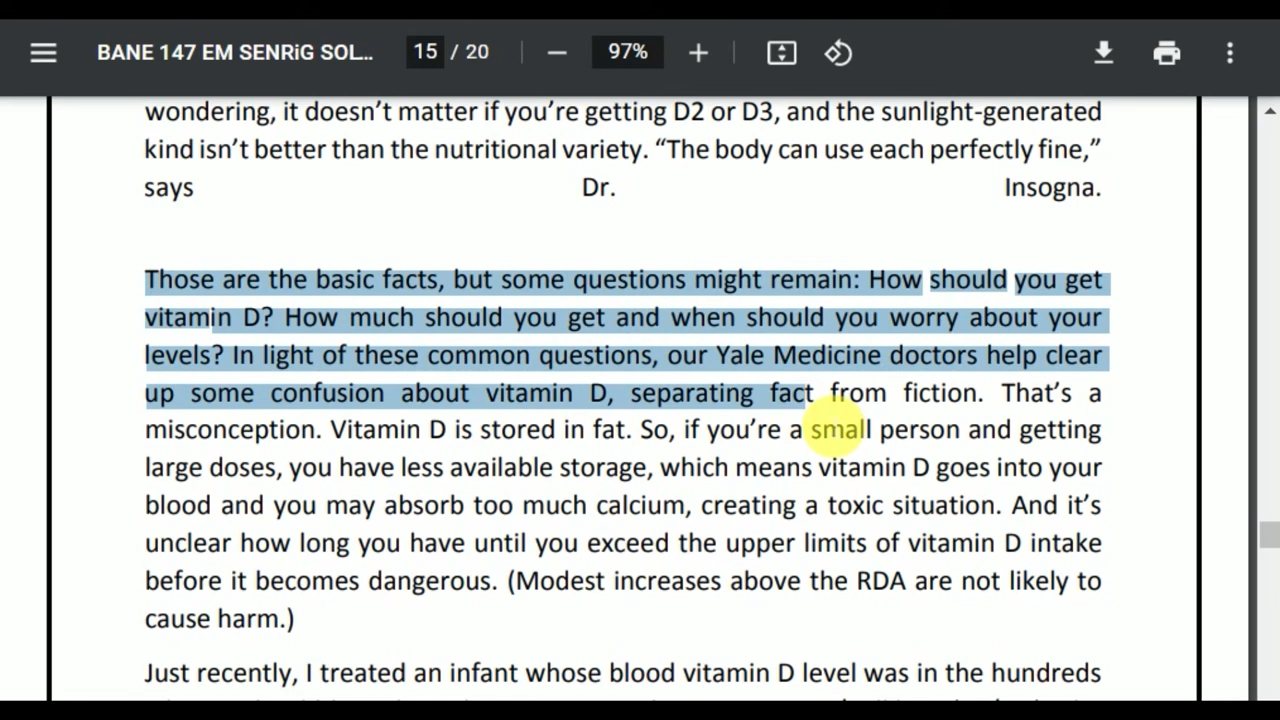 BANE 147 EM SENRiG SOL... 15 / 20 97%
wondering, it doesn’t matter if you’re getting D2 or D3, and the sunlight-generated
kind isn’t better than the nutritional variety. “The body can use each perfectly fine,”
says Dr. Insogna.
Those are the basic facts, but some questions might remain: How should you get
vitamin D? How much should you get and when should you worry about your
levels? In light of these common questions, our Yale Medicine doctors help clear
up some confusion about vitamin D, separating fact from fiction. That’s a
misconception. Vitamin D is stored in fat. So, if you’re a small person and getting
large doses, you have less available storage, which means vitamin D goes into your
blood and you may absorb too much calcium, creating a toxic situation. And it’s
unclear how long you have until you exceed the upper limits of vitamin D intake
before it becomes dangerous. (Modest increases above the RDA are not likely to
cause harm.)
Just recently, I treated an infant whose blood vitamin D level was in the hundreds